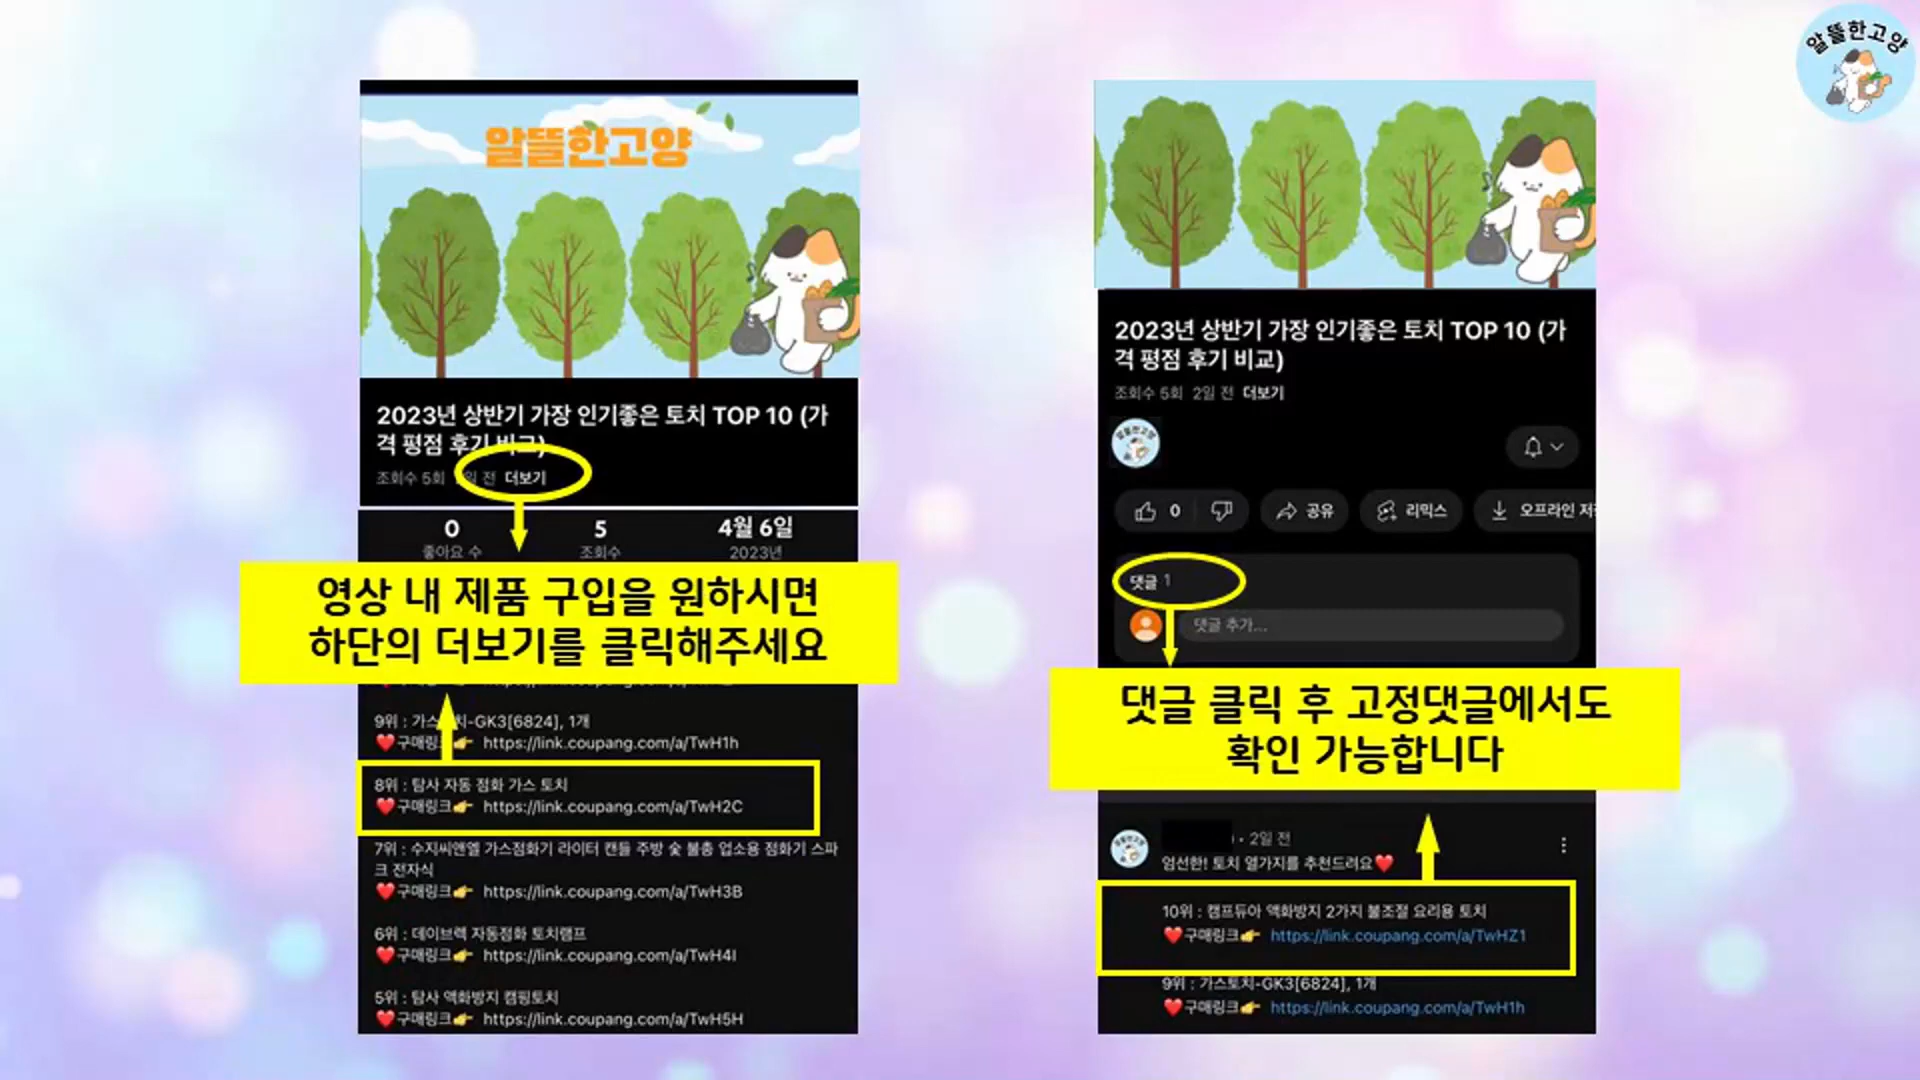 알뜰한고양
알뜰한고양
2023년 상반기 가장 인기좋은 토치 TOP 10 (가
격 평점 후기 비교)
조회수 5회 2일 전 더보기
0 5 4월 6일
좋아요 수 조회수 2023년
영상 내 제품 구입을 원하시면
하단의 더보기를 클릭해주세요
9위 : 가스토치-GK3[6824], 1개
❤️구매링크👉 https://link.coupang.com/a/TwH1h
8위 : 탐사 자동 점화 가스 토치
❤️구매링크👉 https://link.coupang.com/a/TwH2C
7위 : 수지씨앤엘 가스점화기 라이터 캔들 주방 숯 불총 업소용 점화기 스파
크 전자식
❤️구매링크👉 https://link.coupang.com/a/TwH3B
6위 : 데이브렉 자동점화 토치램프
❤️구매링크👉 https://link.coupang.com/a/TwH4I
5위 : 탐사 액화방지 캠핑토치
❤️구매링크👉 https://link.coupang.com/a/TwH5H
2023년 상반기 가장 인기좋은 토치 TOP 10 (가
격 평점 후기 비교)
조회수 5회 2일 전 더보기
알뜰한고양
0 공유 리믹스 오프라인 저
댓글 1
댓글 추가...
댓글 클릭 후 고정댓글에서도
확인 가능합니다
알뜰한고양
• 2일 전
엄선한! 토치 열가지를 추천드려요❤️
10위 : 캠프듀아 액화방지 2가지 불조절 요리용 토치
❤️구매링크👉 https://link.coupang.com/a/TwHZ1
9위 : 가스토치-GK3[6824], 1개
❤️구매링크👉 https://link.coupang.com/a/TwH1h